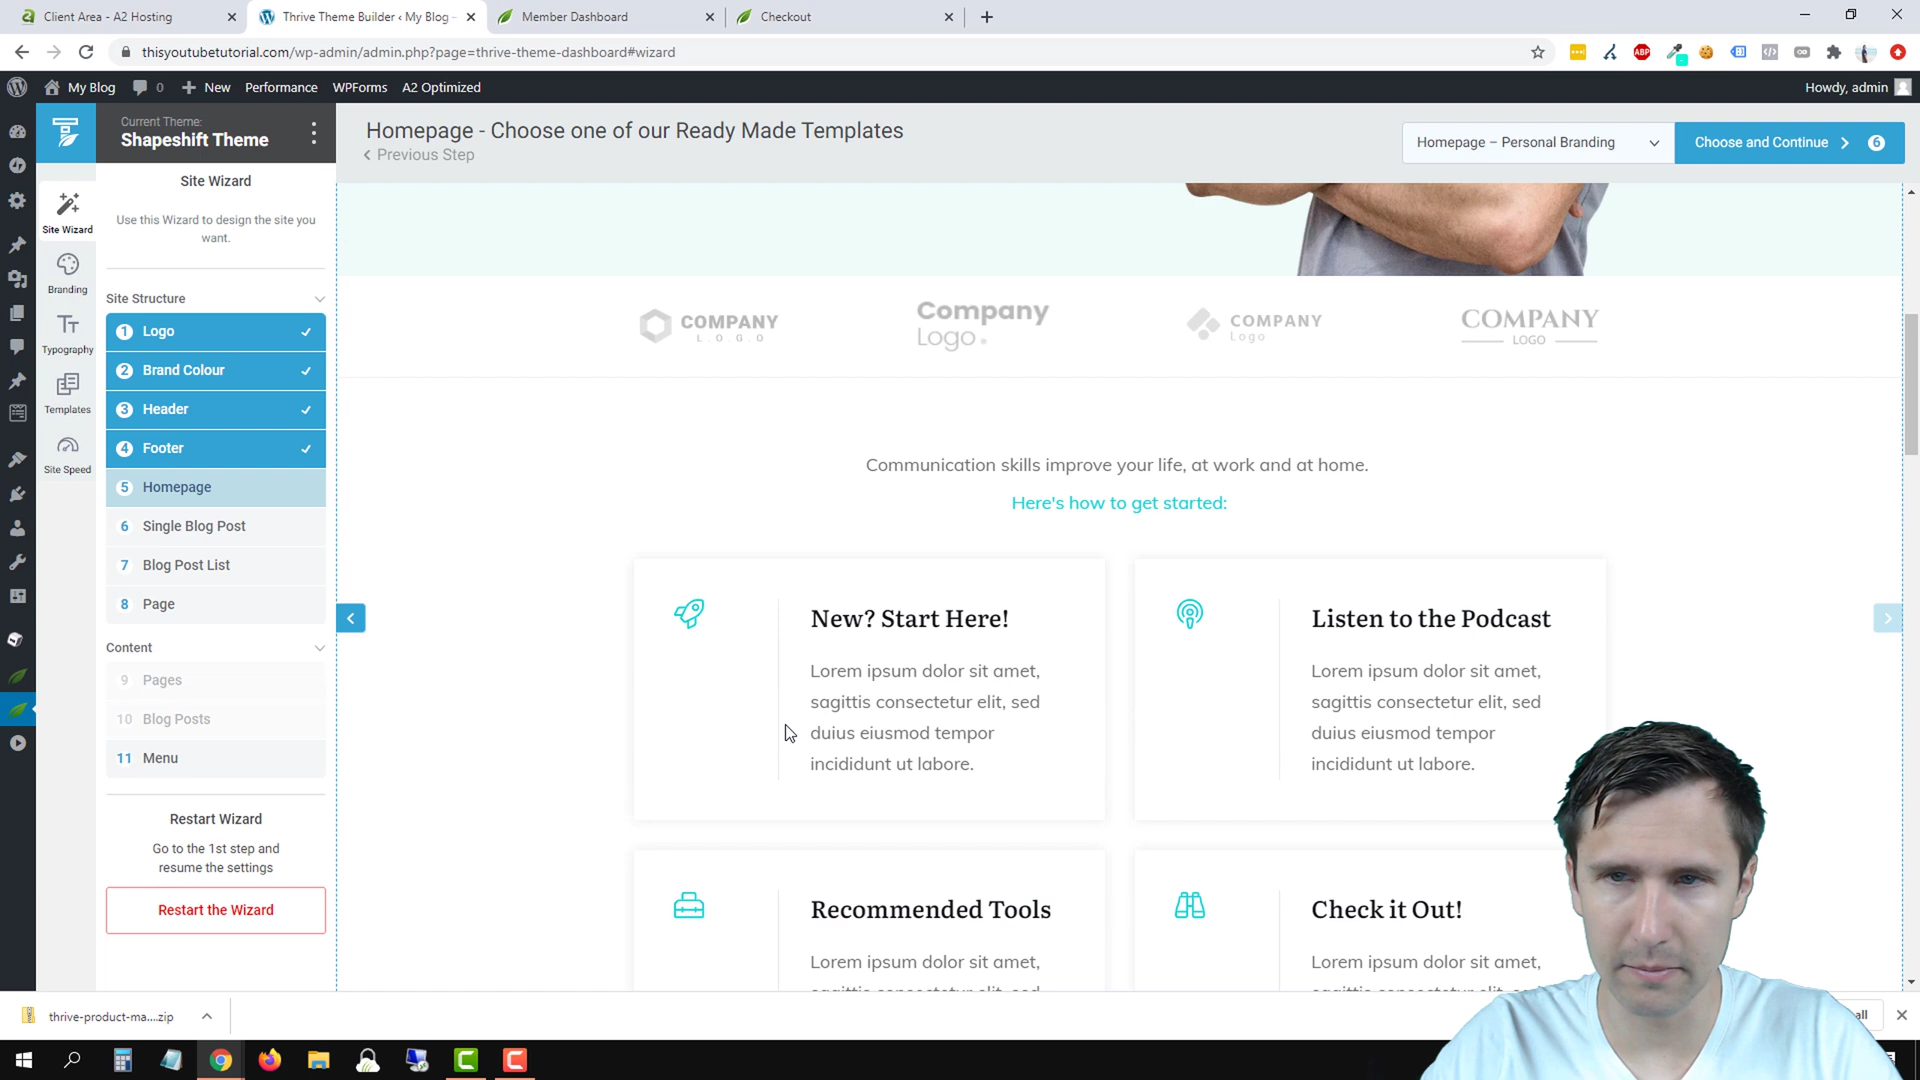 Client Area - A2 Hosting
Thrive Theme Builder ‹ My Blog -
Member Dashboard
Checkout
thisyoutubetutorial.com/wp-admin/admin.php?page=thrive-theme-dashboard#wizard
ABP
My Blog
0
New
Performance
WPForms
A2 Optimized
Howdy, admin
Current Theme:
Shapeshift Theme
Homepage - Choose one of our Ready Made Templates
Previous Step
Homepage – Personal Branding
Choose and Continue
6
Site Wizard
Branding
Typography
Templates
Site Speed
Site Wizard
Use this Wizard to design the site you
want.
Site Structure
1 Logo
2 Brand Colour
3 Header
4 Footer
5 Homepage
6 Single Blog Post
7 Blog Post List
8 Page
Content
9 Pages
10 Blog Posts
11 Menu
Restart Wizard
Go to the 1st step and
resume the settings
Restart the Wizard
COMPANY
L.O.G.O
Company
Logo
COMPANY
Logo
COMPANY
LOGO
Communication skills improve your life, at work and at home.
Here's how to get started:
New? Start Here!
Lorem ipsum dolor sit amet,
sagittis consectetur elit, sed
duius eiusmod tempor
incididunt ut labore.
Listen to the Podcast
Lorem ipsum dolor sit amet,
sagittis consectetur elit, sed
duius eiusmod tempor
incididunt ut labore.
Recommended Tools
Lorem ipsum dolor sit amet,
Check it Out!
Lorem ipsum dolor sit amet,
thrive-product-ma....zip
all